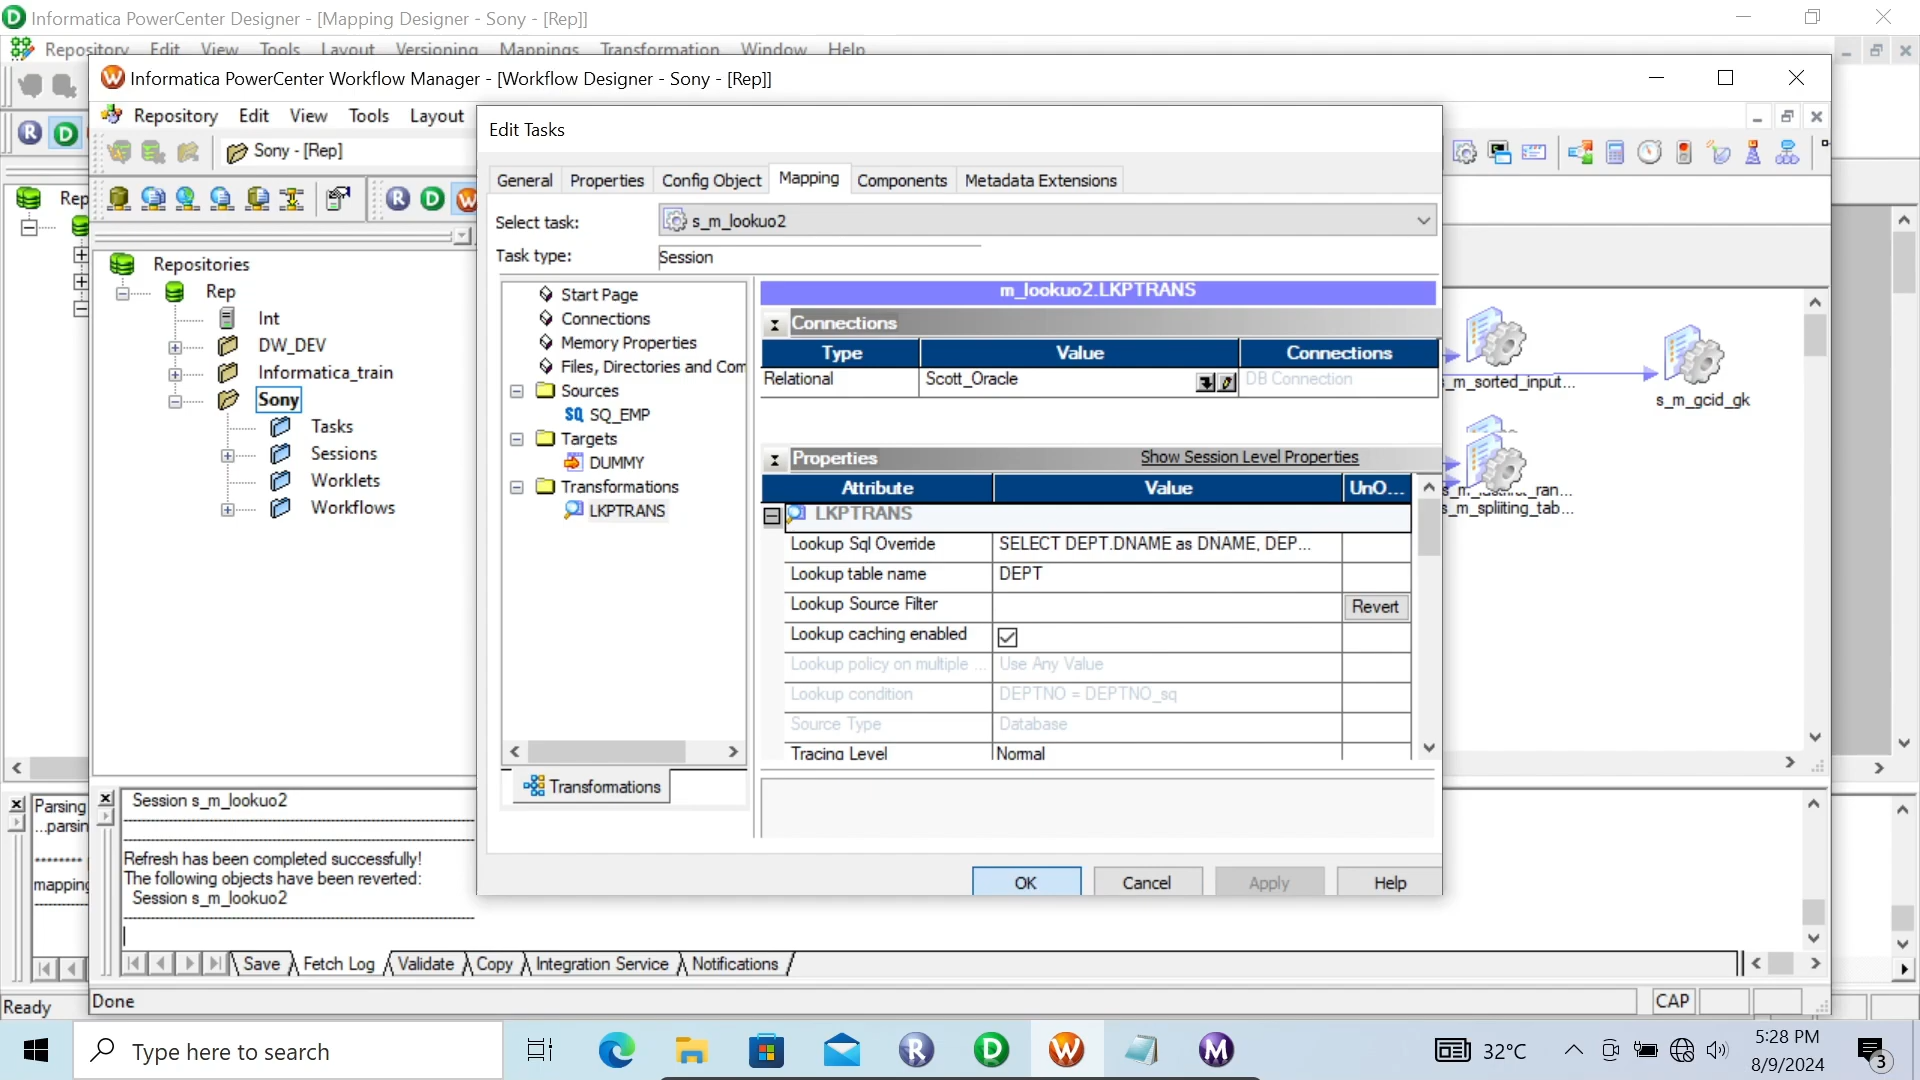 Informatica PowerCenter Designer - [Mapping Designer - Sony - [Rep]]
Repository Edit View Tools Layout Versioning Mappings Transformation Window Help
Informatica PowerCenter Workflow Manager - [Workflow Designer - Sony - [Rep]]
Repository Edit View Tools Layout
Sony - [Rep]
Rep
Repositories
Rep
Int
DW_DEV
Informatica_train
Sony
Tasks
Sessions
Worklets
Workflows
Edit Tasks
General Properties Config Object Mapping Components Metadata Extensions
Select task: s_m_lookuo2
Task type: Session
Start Page
Connections
Memory Properties
Files, Directories and Com
Sources
SQ SQ_EMP
Targets
DUMMY
Transformations
LKPTRANS
Transformations
m_lookuo2.LKPTRANS
Connections
Type Value Connections
Relational Scott_Oracle DB Connection
Properties Show Session Level Properties
Attribute Value UnO...
LKPTRANS
Lookup Sql Override SELECT DEPT.DNAME as DNAME, DEP...
Lookup table name DEPT
Lookup Source Filter Revert
Lookup caching enabled
Lookup policy on multiple ... Use Any Value
Lookup condition DEPTNO = DEPTNO_sq
Source Type Database
Tracing Level Normal
OK Cancel Apply Help
s_m_sorted_input...
s_m_gcid_gk
s_m_spliiting_tab...
Parsing
...parsin
********
mapping
Session s_m_lookuo2
Refresh has been completed successfully!
The following objects have been reverted:
Session s_m_lookuo2
Save Fetch Log Validate Copy Integration Service Notifications
Ready
Done
CAP
Type here to search
32°C
5:28 PM
8/9/2024
3